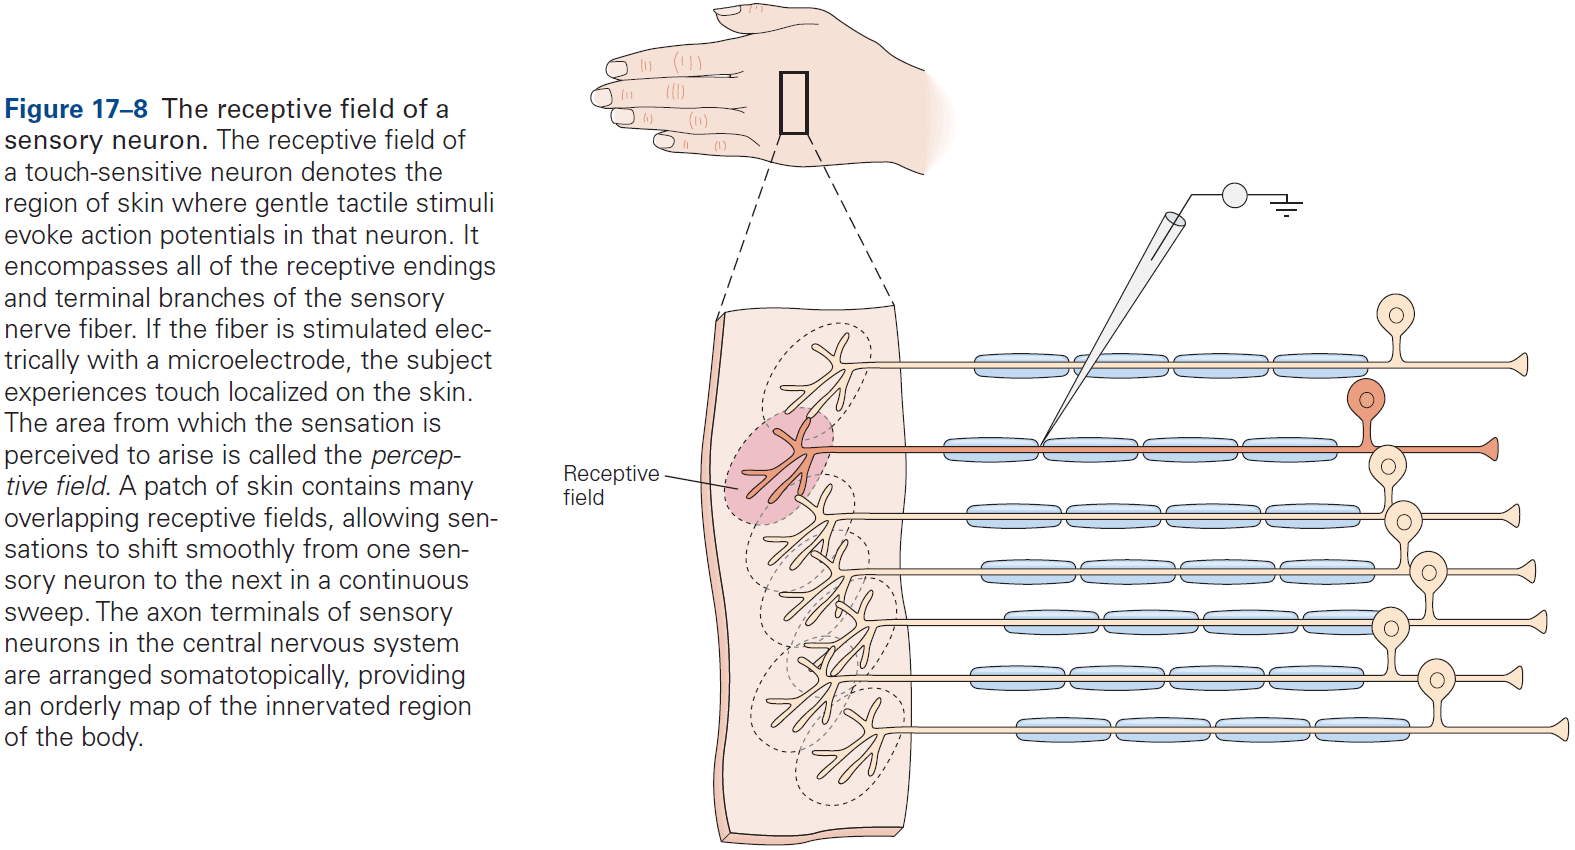 Figure 17–8 The receptive field of a
sensory neuron. The receptive field of
a touch-sensitive neuron denotes the
region of skin where gentle tactile stimuli
evoke action potentials in that neuron. It
encompasses all of the receptive endings
and terminal branches of the sensory
nerve fiber. If the fiber is stimulated elec-
trically with a microelectrode, the subject
experiences touch localized on the skin.
The area from which the sensation is
perceived to arise is called the percep-
tive field. A patch of skin contains many
overlapping receptive fields, allowing sen-
sations to shift smoothly from one sen-
sory neuron to the next in a continuous
sweep. The axon terminals of sensory
neurons in the central nervous system
are arranged somatotopically, providing
an orderly map of the innervated region
of the body.
Receptive
field